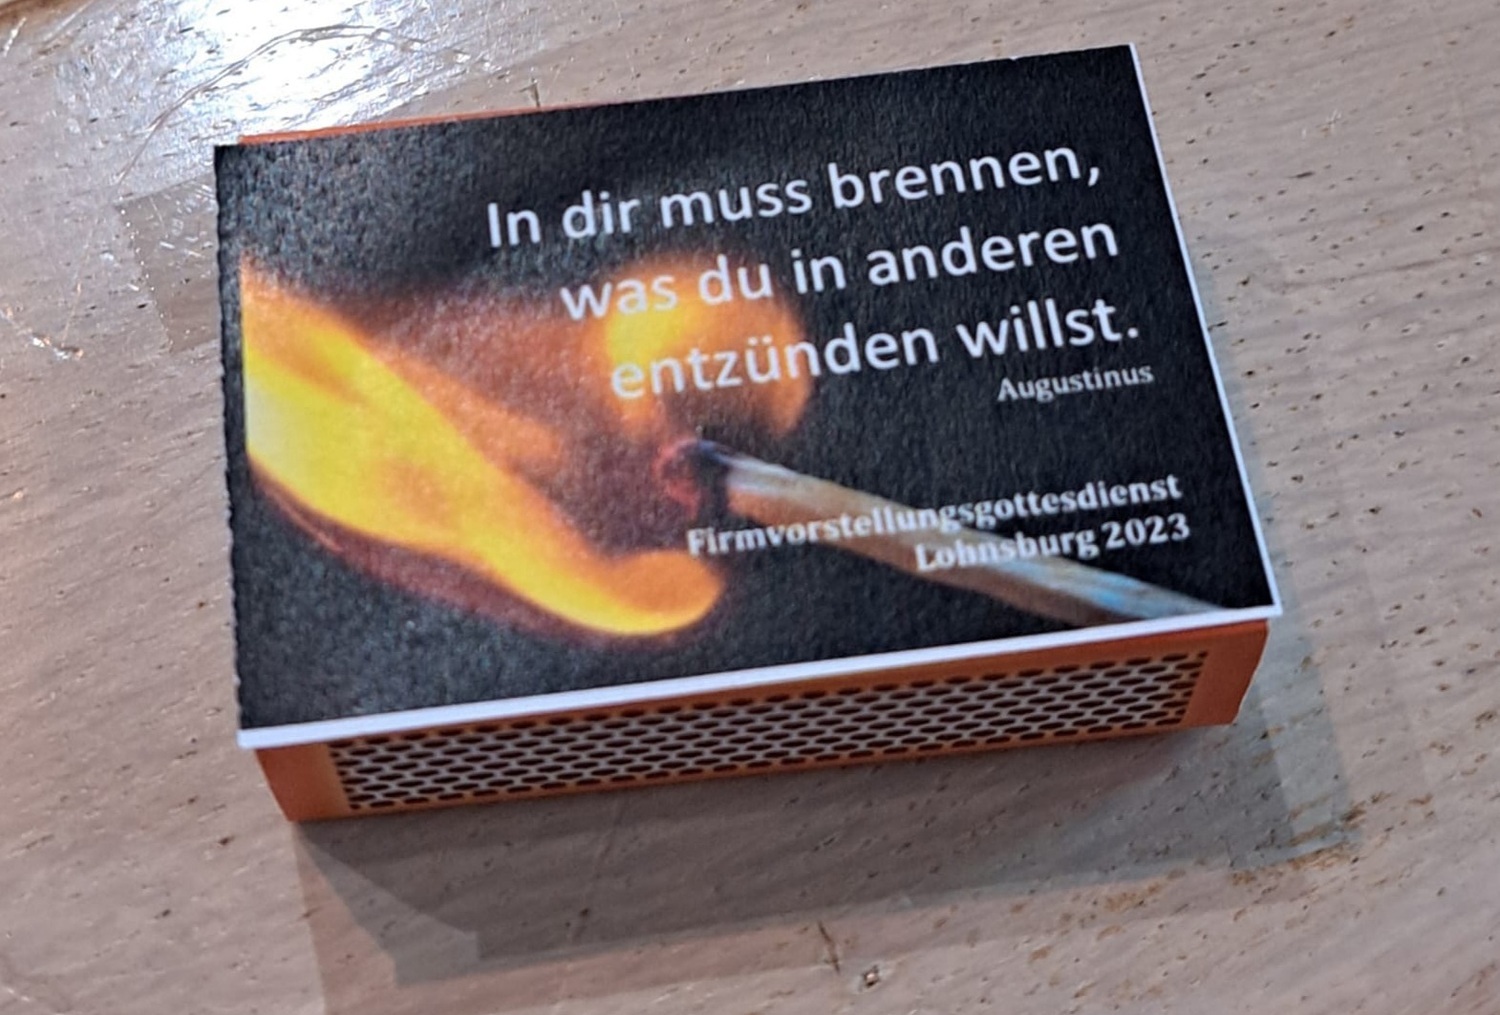 In dir muss brennen,
was du in anderen
entzünden willst.
Augustinus
Firmvorstellungsgottesdienst
Lohnsburg 2023